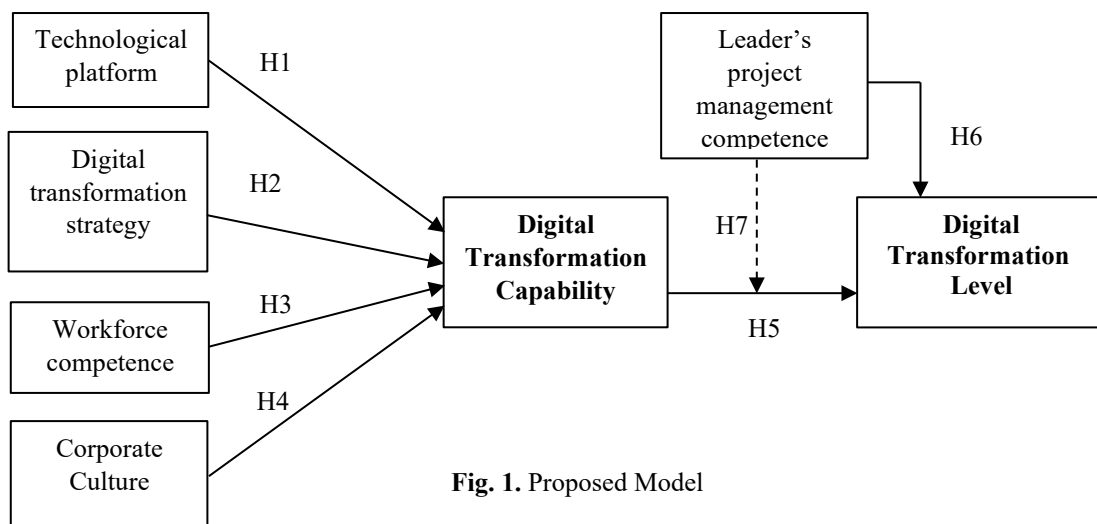 Technological
platform
H1
Digital
transformation
strategy
H2
Workforce
competence
H3
Corporate
Culture
H4
Digital
Transformation
Capability
Leader’s
project
management
competence
H6
H7
H5
Digital
Transformation
Level
Fig. 1. Proposed Model